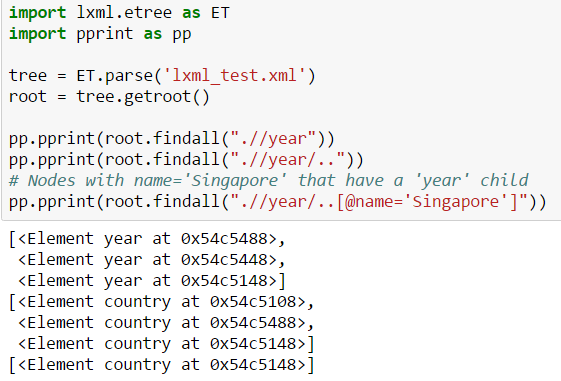 import lxml.etree as ET
import pprint as pp
tree = ET.parse('lxml_test.xml')
root = tree.getroot()
pp.pprint(root.findall(".//year"))
pp.pprint(root.findall(".//year/.."))
# Nodes with name='Singapore' that have a 'year' child
pp.pprint(root.findall(".//year/..[@name='Singapore']"))
[<Element year at 0x54c5488>,
 <Element year at 0x54c5448>,
 <Element year at 0x54c5148>]
[<Element country at 0x54c5108>,
 <Element country at 0x54c5488>,
 <Element country at 0x54c5148>]
[<Element country at 0x54c5148>]